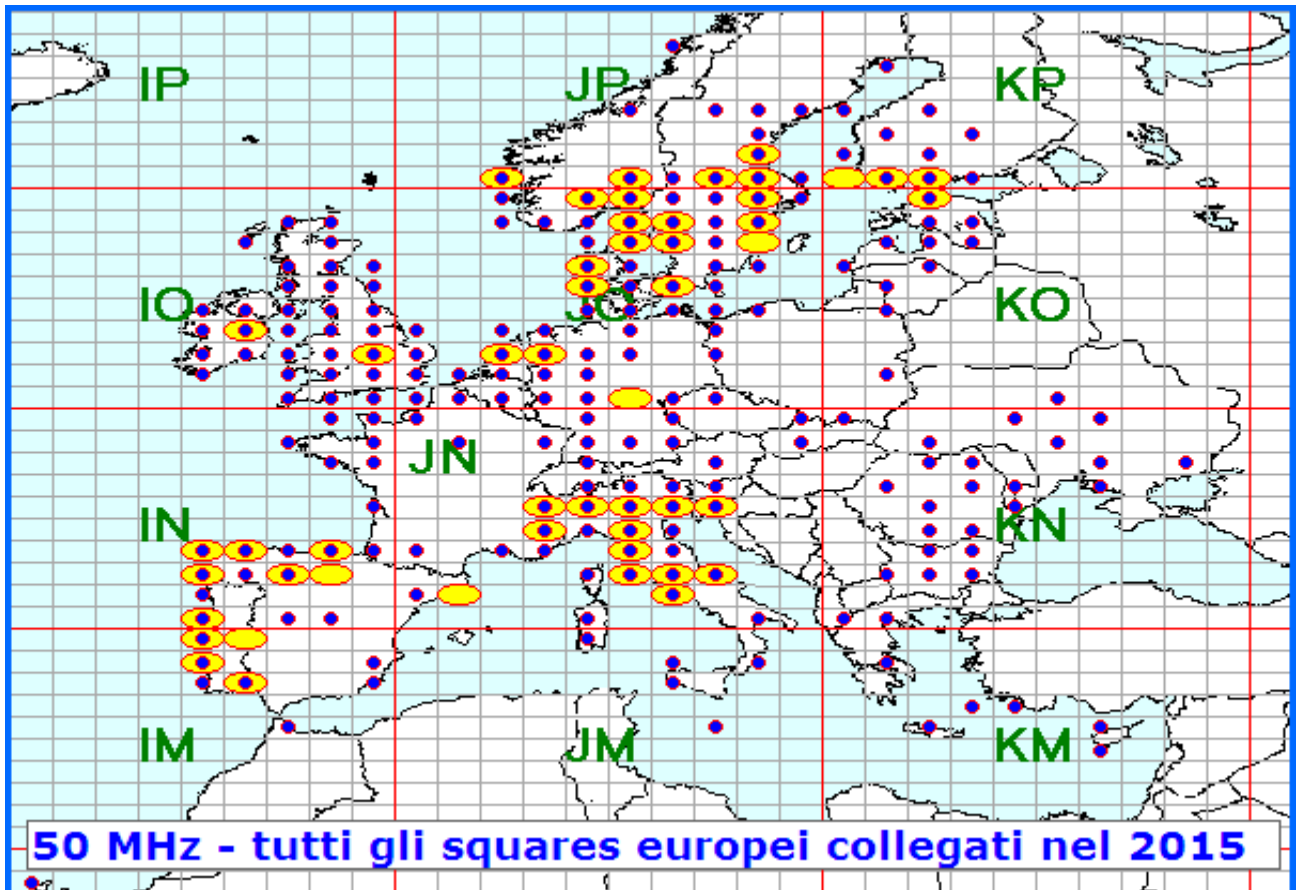 IP JP KP
IO JO KO
JN
IN KN
IM JM KM
50 MHz - tutti gli squares europei collegati nel 2015